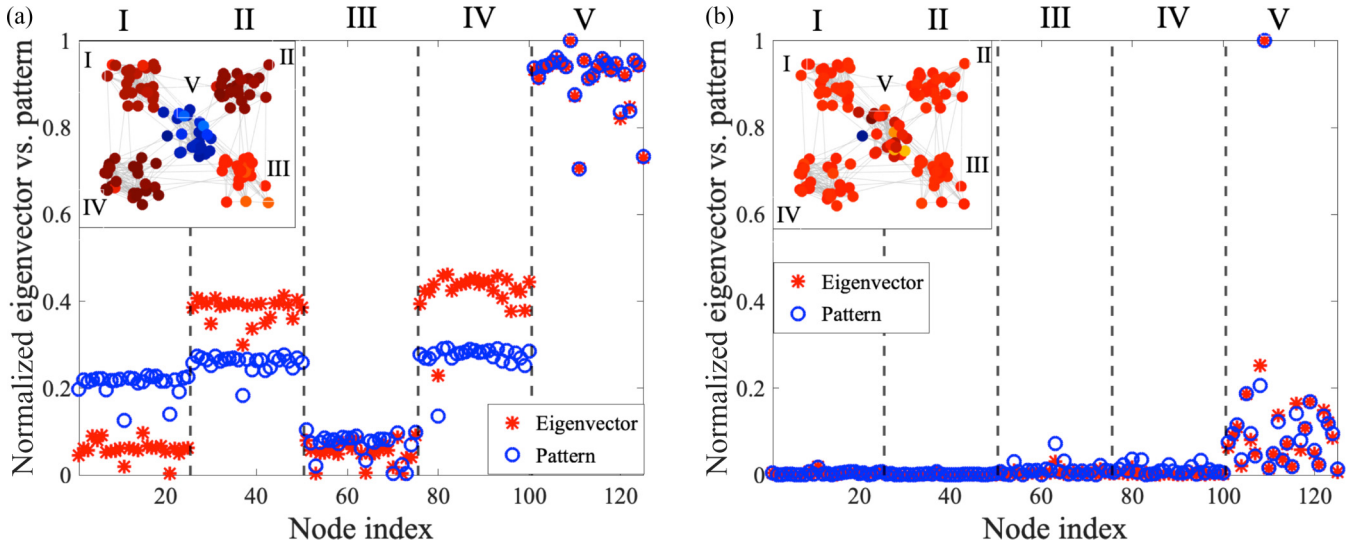 (a)
I II III IV V
Normalized eigenvector vs. pattern
1
0.8
0.6
0.4
0.2
0
I
II
V
III
IV
Eigenvector
Pattern
20 40 60 80 100 120
Node index
(b)
I II III IV V
Normalized eigenvector vs. pattern
1
0.8
0.6
0.4
0.2
0
I
II
V
III
IV
Eigenvector
Pattern
20 40 60 80 100 120
Node index